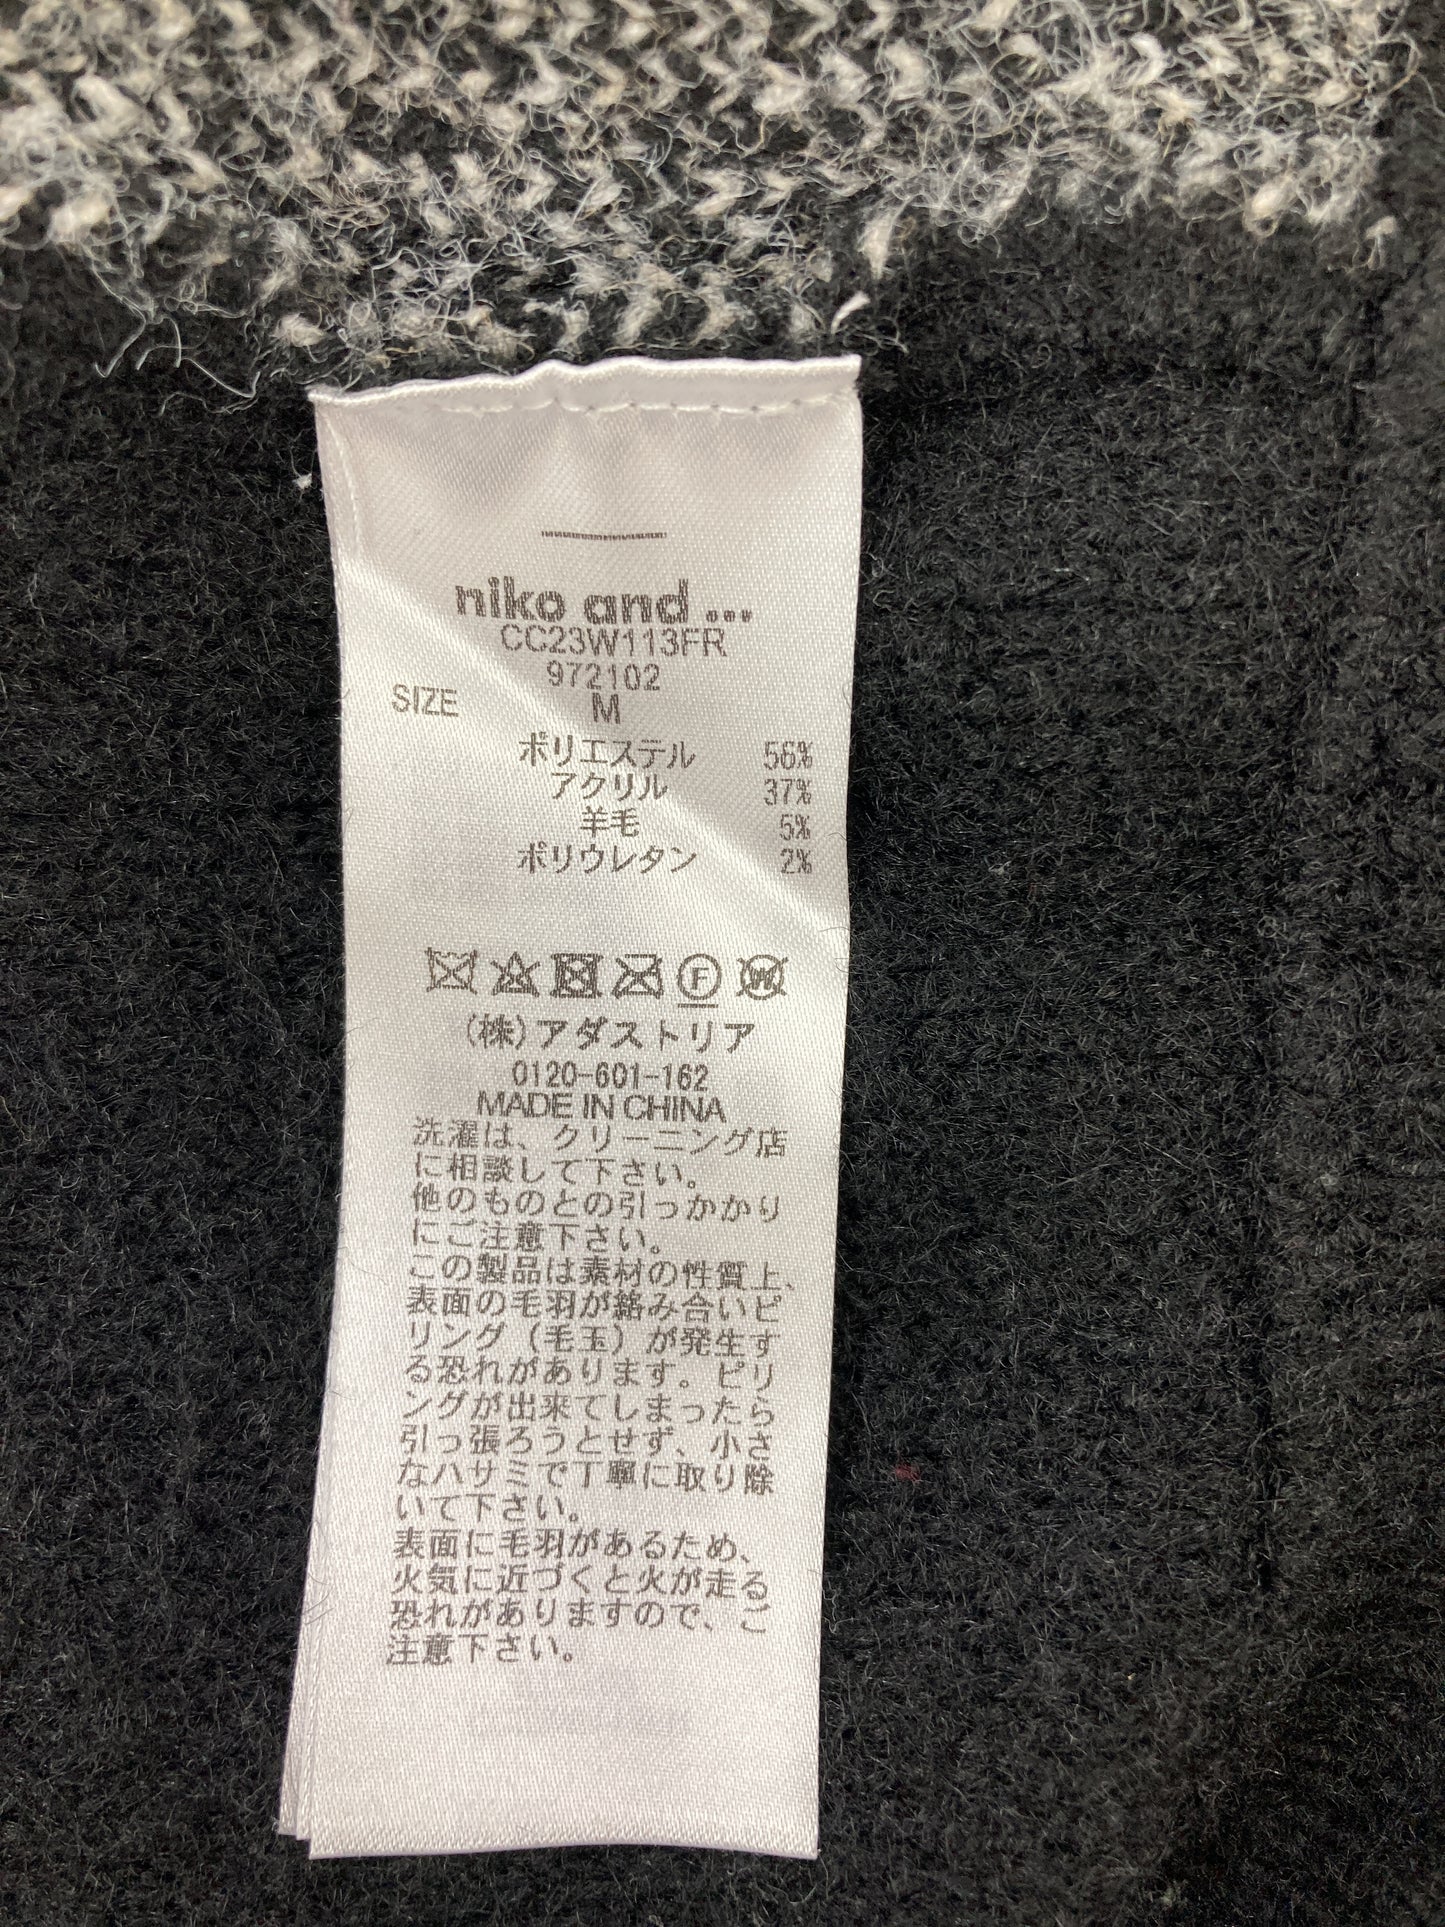 niko and ...
CC23W113FR
972102
SIZE M
ポリエステル 56%
アクリル 37%
羊毛 5%
ポリウレタン 2%
F W
(株)アダストリア
0120-601-162
MADE IN CHINA
洗濯は、クリーニング店
に相談して下さい。
他のものとの引っかかり
にご注意下さい。
この製品は素材の性質上、
表面の毛羽が絡み合いピ
リング（毛玉）が発生す
る恐れがあります。ピリ
ングが出来てしまったら
引っ張ろうとせず、小さ
なハサミで丁寧に取り除
いて下さい。
表面に毛羽があるため、
火気に近づくと火が走る
恐れがありますので、ご
注意下さい。